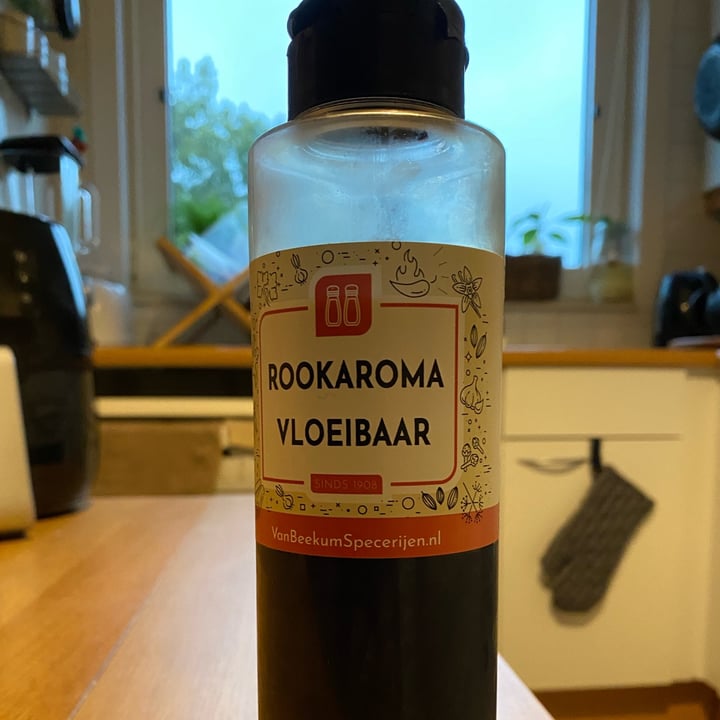 ROOKAROMA
VLOEIBAAR
SINDS 1908
VanBeekumSpecerijen.nl